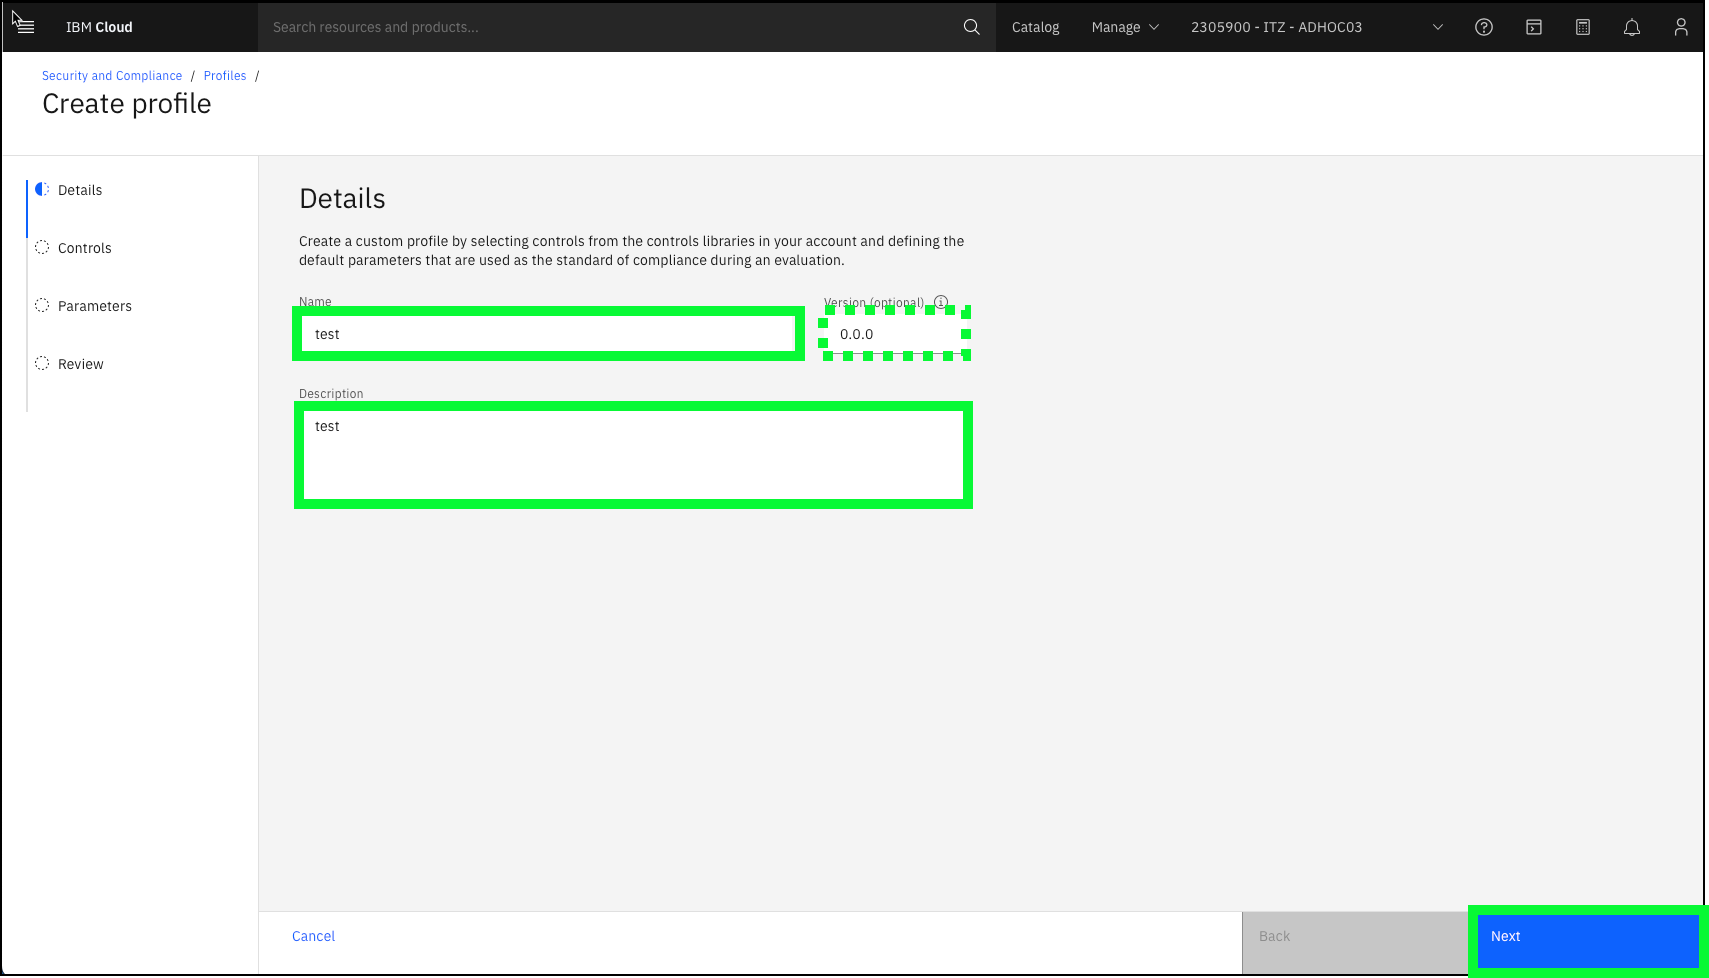 IBM Cloud
Search resources and products...
Catalog
Manage
2305900 - ITZ - ADHOC03
Security and Compliance / Profiles /
Create profile
Details
Controls
Parameters
Review
Details
Create a custom profile by selecting controls from the controls libraries in your account and defining the
default parameters that are used as the standard of compliance during an evaluation.
Name
Version (optional)
test
0.0.0
Description
test
Cancel
Back
Next